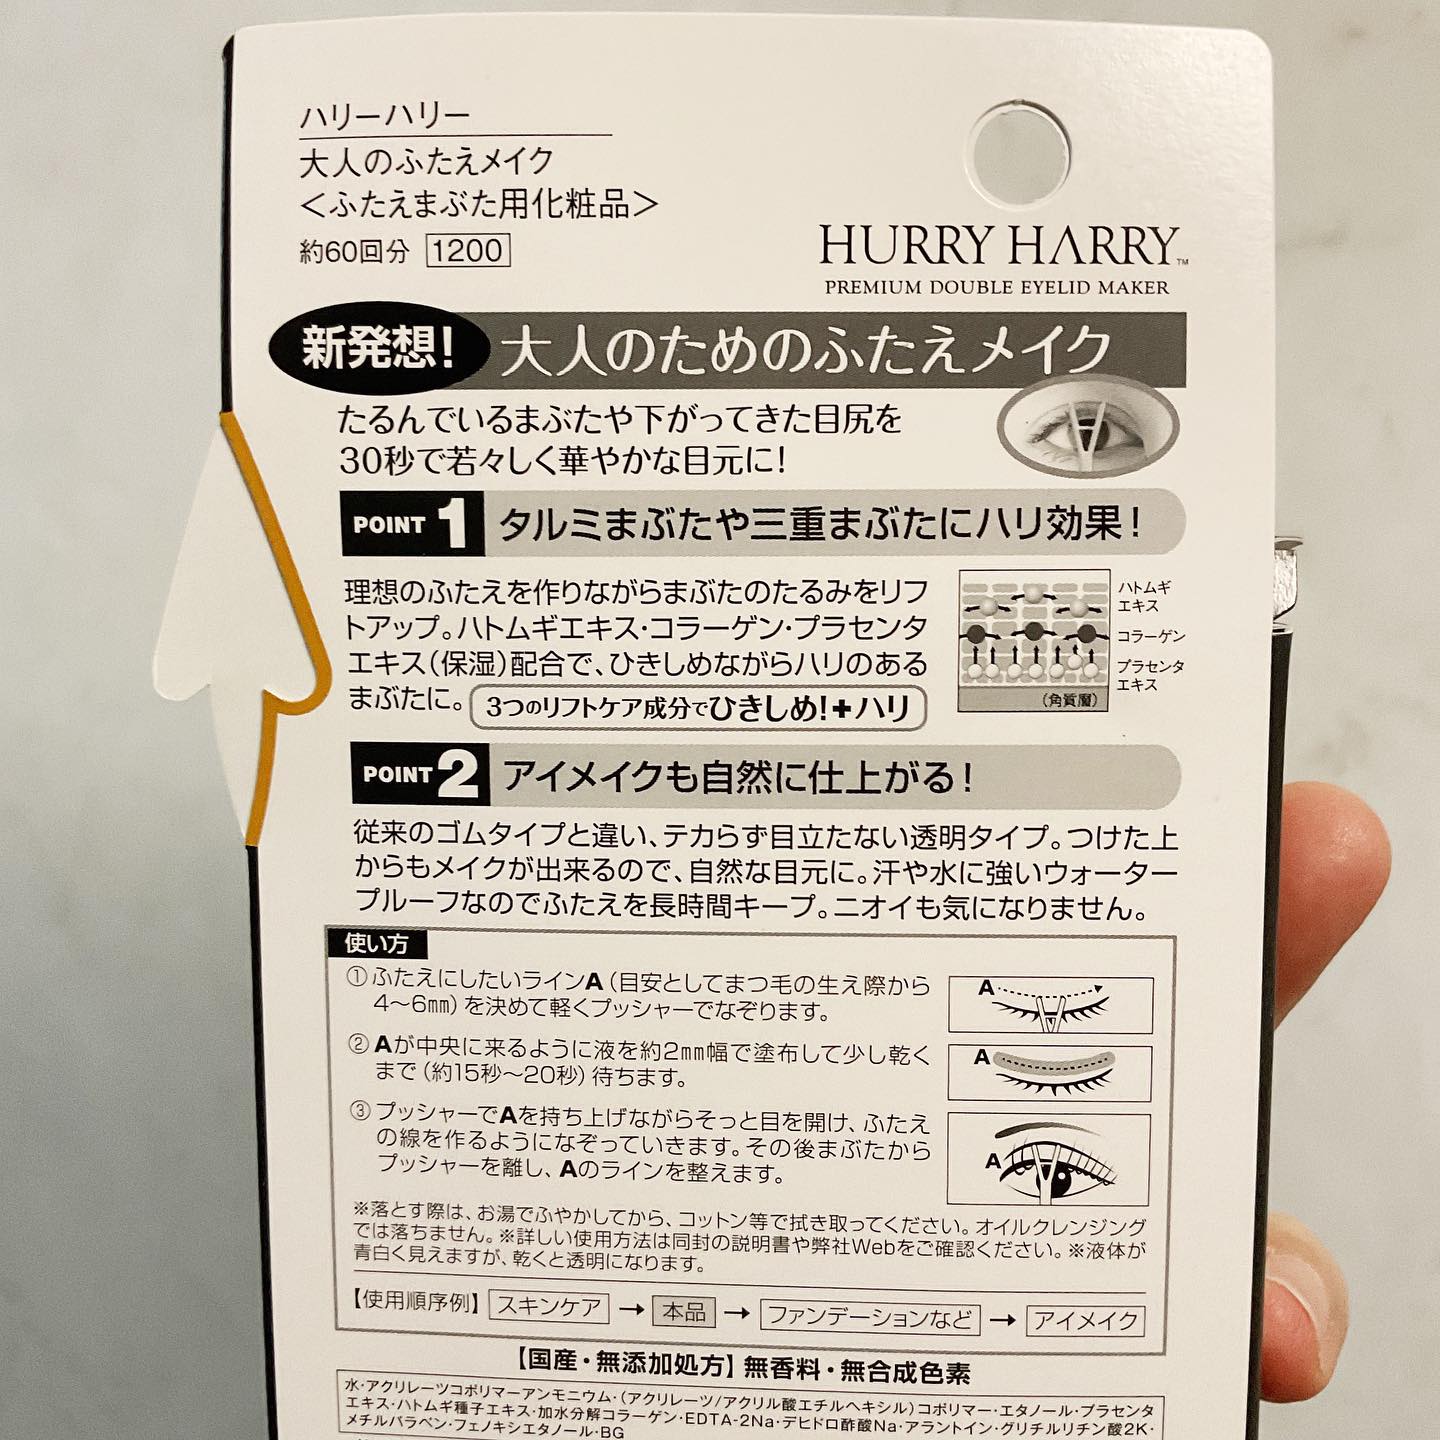 ハリーハリー
大人のふたえメイク
＜ふたえまぶた用化粧品＞
約60回分 1200
HURRY HARRY™
PREMIUM DOUBLE EYELID MAKER
新発想！ 大人のためのふたえメイク
たるんでいるまぶたや下がってきた目尻を
30秒で若々しく華やかな目元に！
POINT 1 タルミまぶたや三重まぶたにハリ効果！
理想のふたえを作りながらまぶたのたるみをリフ
トアップ。ハトムギエキス・コラーゲン・プラセンタ
エキス（保湿）配合で、ひきしめながらハリのある
まぶたに。
3つのリフトケア成分でひきしめ！＋ハリ
ハトムギ
エキス
コラーゲン
プラセンタ
エキス
（角質層）
POINT 2 アイメイクも自然に仕上がる！
従来のゴムタイプと違い、テカらず目立たない透明タイプ。つけた上
からもメイクが出来るので、自然な目元に。汗や水に強いウォーター
プルーフなのでふたえを長時間キープ。ニオイも気になりません。
使い方
①ふたえにしたいラインA（目安としてまつ毛の生え際から
4〜6㎜）を決めて軽くプッシャーでなぞります。
A
②Aが中央に来るように液を約2㎜幅で塗布して少し乾く
まで（約15秒〜20秒）待ちます。
A
③プッシャーでAを持ち上げながらそっと目を開け、ふたえ
の線を作るようになぞっていきます。その後まぶたから
プッシャーを離し、Aのラインを整えます。
A
※落とす際は、お湯でふやかしてから、コットン等で拭き取ってください。オイルクレンジング
では落ちません。※詳しい使用方法は同封の説明書や弊社Webをご確認ください。※液体が
青白く見えますが、乾くと透明になります。
【使用順序例】 スキンケア → 本品 → ファンデーションなど → アイメイク
【国産・無添加処方】無香料・無合成色素
水・アクリレーツコポリマーアンモニウム・（アクリレーツ/アクリル酸エチルヘキシル）コポリマー・エタノール・プラセンタ
エキス・ハトムギ種子エキス・加水分解コラーゲン・EDTA-2Na・デヒドロ酢酸Na・アラントイン・グリチルリチン酸2K・
メチルパラベン・フェノキシエタノール・BG